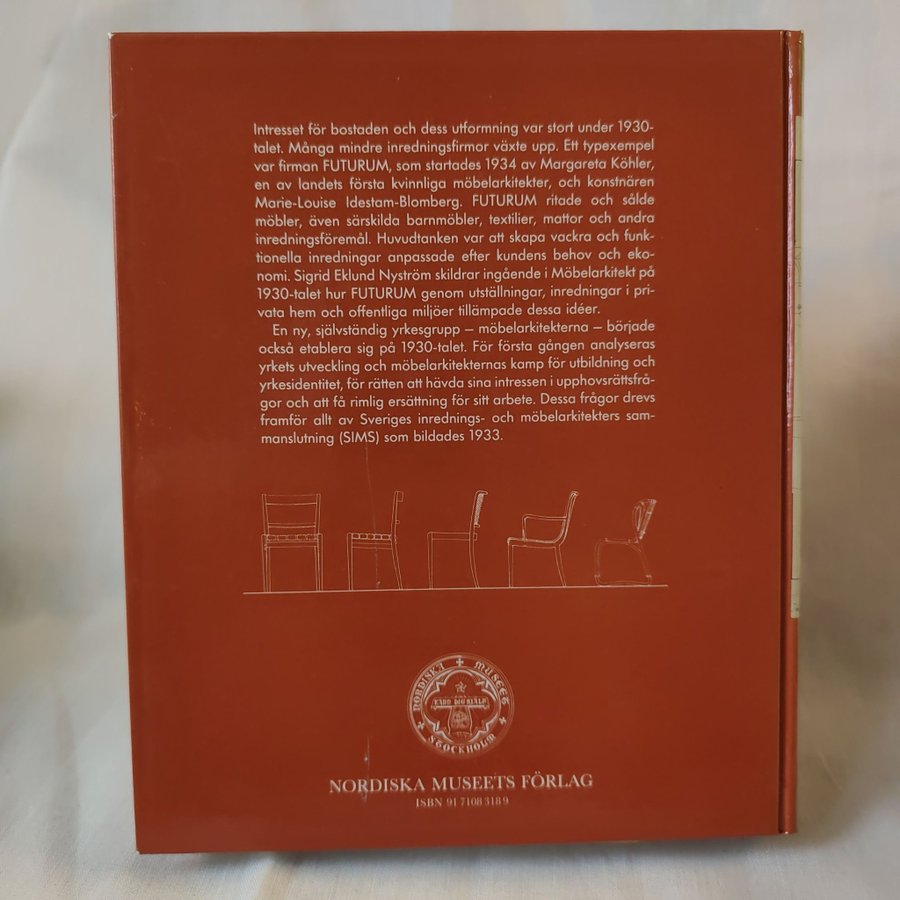 Intresset för bostaden och dess utformning var stort under 1930-
talet. Många mindre inredningsfirmor växte upp. Ett typexempel
var firman FUTURUM, som startades 1934 av Margareta Köhler,
en av landets första kvinnliga möbelarkitekter, och konstnären
Marie-Louise Idestam-Blomberg. FUTURUM ritade och sålde
möbler, även särskilda barnmöbler, textilier, mattor och andra
inredningsföremål. Huvudtanken var att skapa vackra och funk-
tionella inredningar anpassade efter kundens behov och eko-
nomi. Sigrid Eklund Nyström skildrar ingående i Möbelarkitekt på
1930-talet hur FUTURUM genom utställningar, inredningar i pri-
vata hem och offentliga miljöer tillämpade dessa idéer.
En ny, självständig yrkesgrupp – möbelarkitekterna – började
också etablera sig på 1930-talet. För första gången analyseras
yrkets utveckling och möbelarkitekternas kamp för utbildning och
yrkesidentitet, för rätten att hävda sina intressen i upphovsrättsfrå-
gor och att få rimlig ersättning för sitt arbete. Dessa frågor drevs
framför allt av Sveriges inrednings- och möbelarkitekters sam-
manslutning (SIMS) som bildades 1933.
NORDISKA MUSEET
STOCKHOLM
KÄNN DIG SJÄLF
NORDISKA MUSEETS FÖRLAG
ISBN 91 7108 318 9